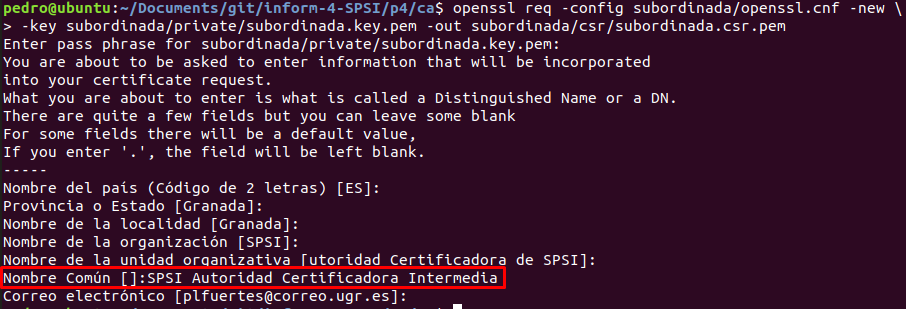 pedro@ubuntu:~/Documents/git/inform-4-SPSI/p4/ca$ openssl req -config subordinada/openssl.cnf -new \
> -key subordinada/private/subordinada.key.pem -out subordinada/csr/subordinada.csr.pem
Enter pass phrase for subordinada/private/subordinada.key.pem:
You are about to be asked to enter information that will be incorporated
into your certificate request.
What you are about to enter is what is called a Distinguished Name or a DN.
There are quite a few fields but you can leave some blank
For some fields there will be a default value,
If you enter '.', the field will be left blank.
-----
Nombre del país (Código de 2 letras) [ES]:
Provincia o Estado [Granada]:
Nombre de la localidad [Granada]:
Nombre de la organización [SPSI]:
Nombre de la unidad organizativa [utoridad Certificadora de SPSI]:
Nombre Común []:SPSI Autoridad Certificadora Intermedia
Correo electrónico [plfuertes@correo.ugr.es]: